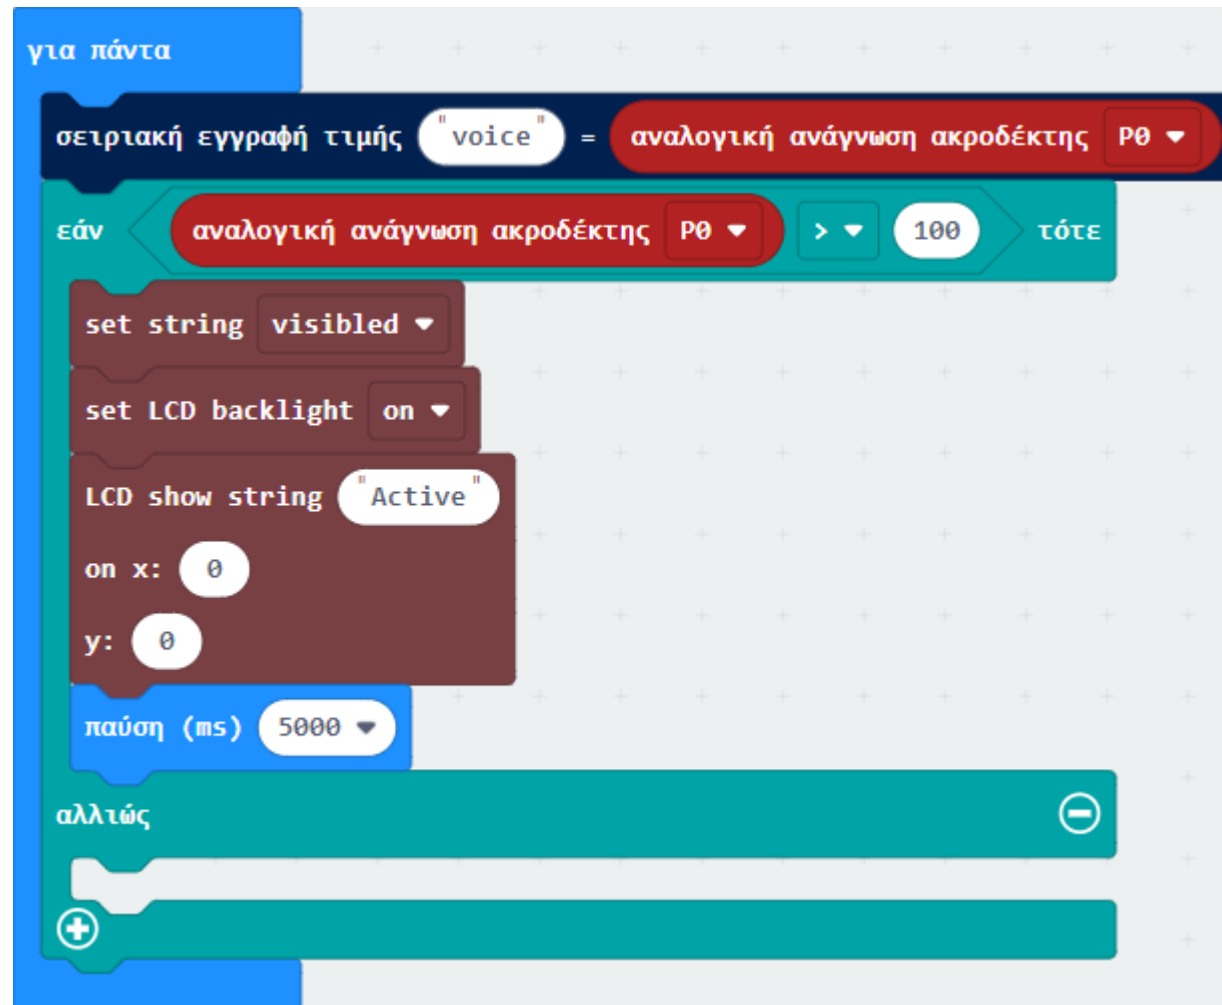 για πάντα
σειριακή εγγραφή τιμής "voice" = αναλογική ανάγνωση ακροδέκτης P0
εάν αναλογική ανάγνωση ακροδέκτης P0 > 100 τότε
set string visibled
set LCD backlight on
LCD show string "Active"
on x: 0
y: 0
παύση (ms) 5000
αλλιώς